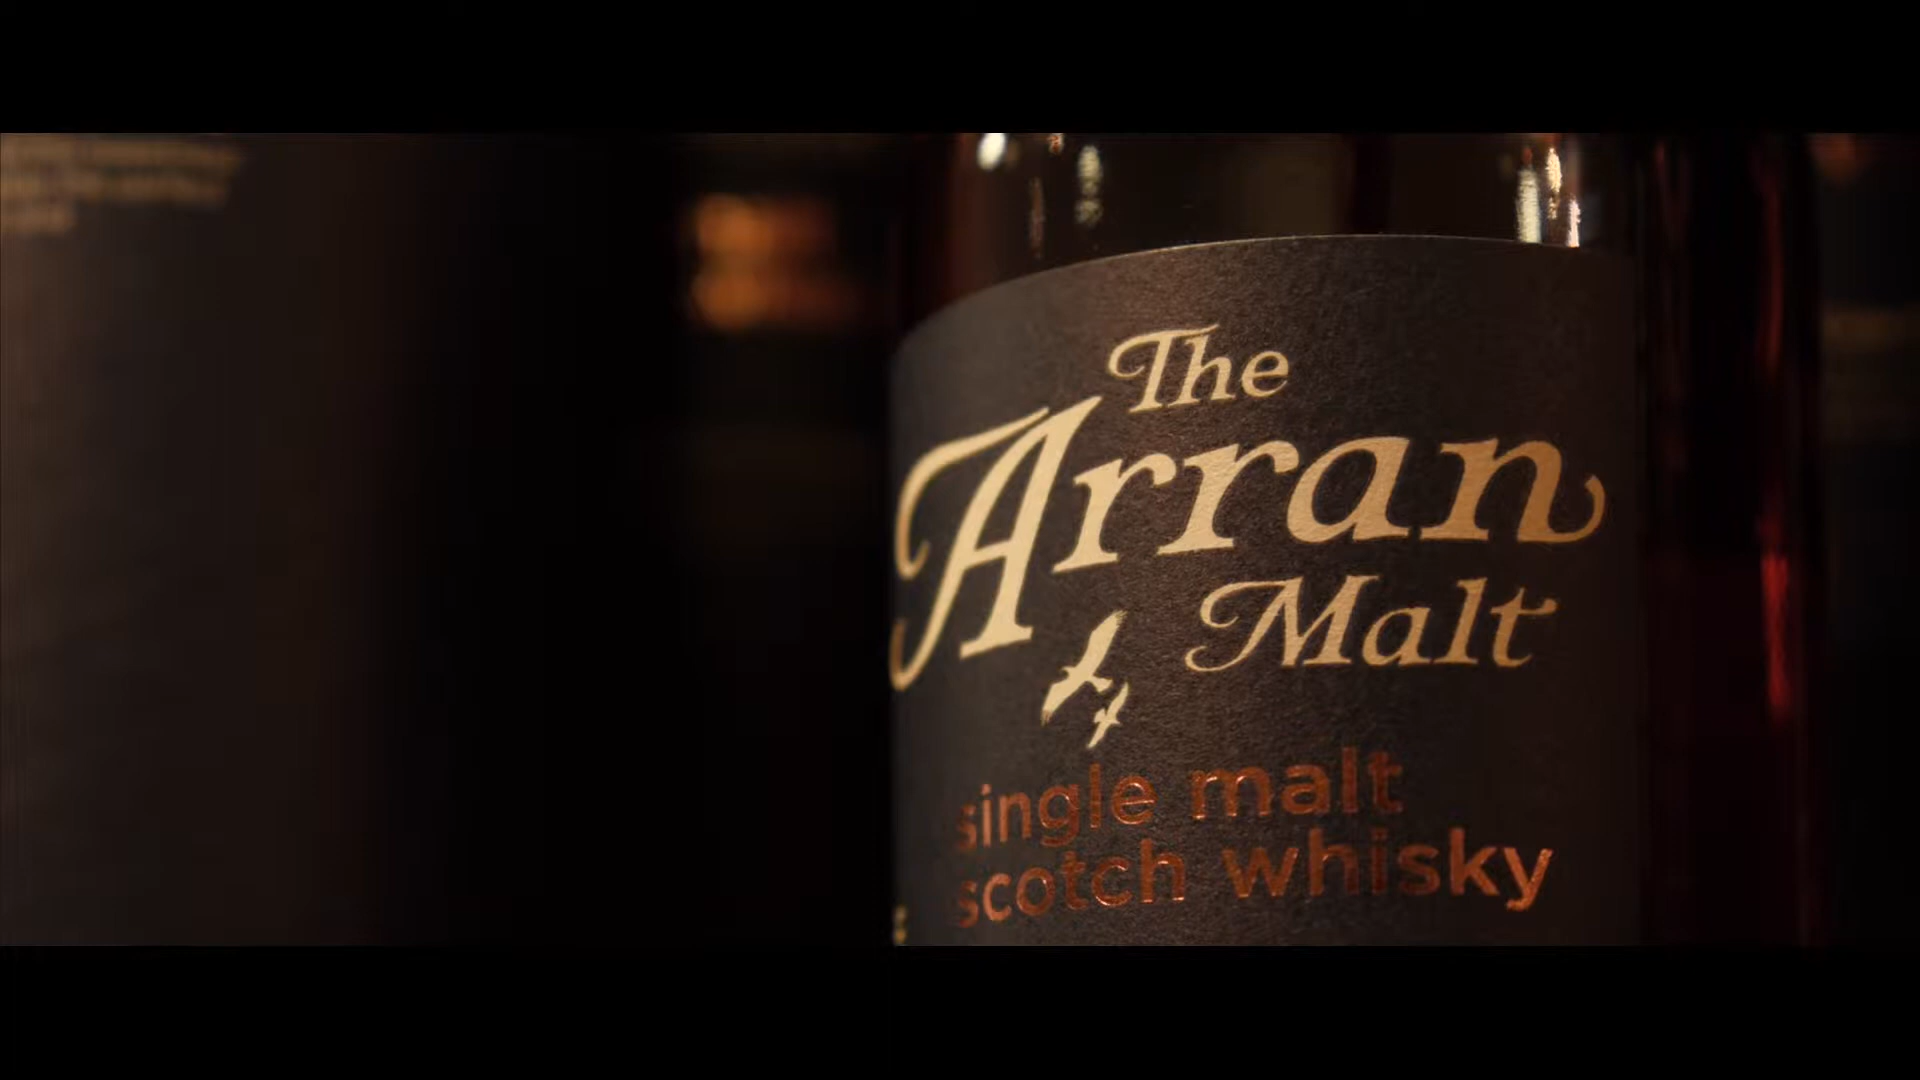 The
Arran
Malt
single malt
scotch whisky